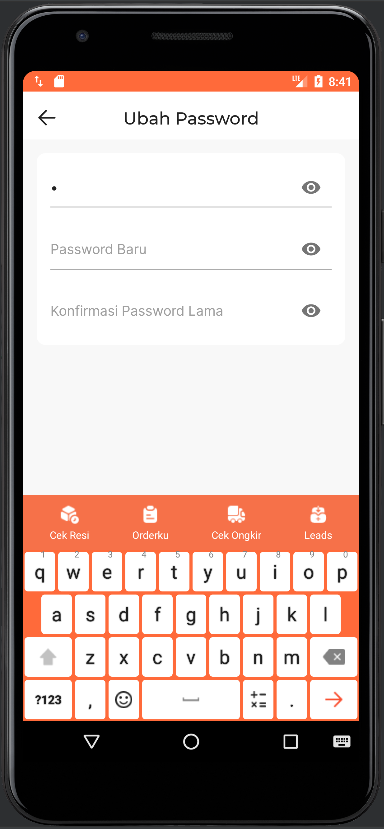 8:41
Ubah Password
•
Password Baru
Konfirmasi Password Lama
Cek Resi Orderku Cek Ongkir Leads
1 2 3 4 5 6 7 8 9 0
q w e r t y u i o p
a s d f g h j k l
z x c v b n m
?123 , + - × = .